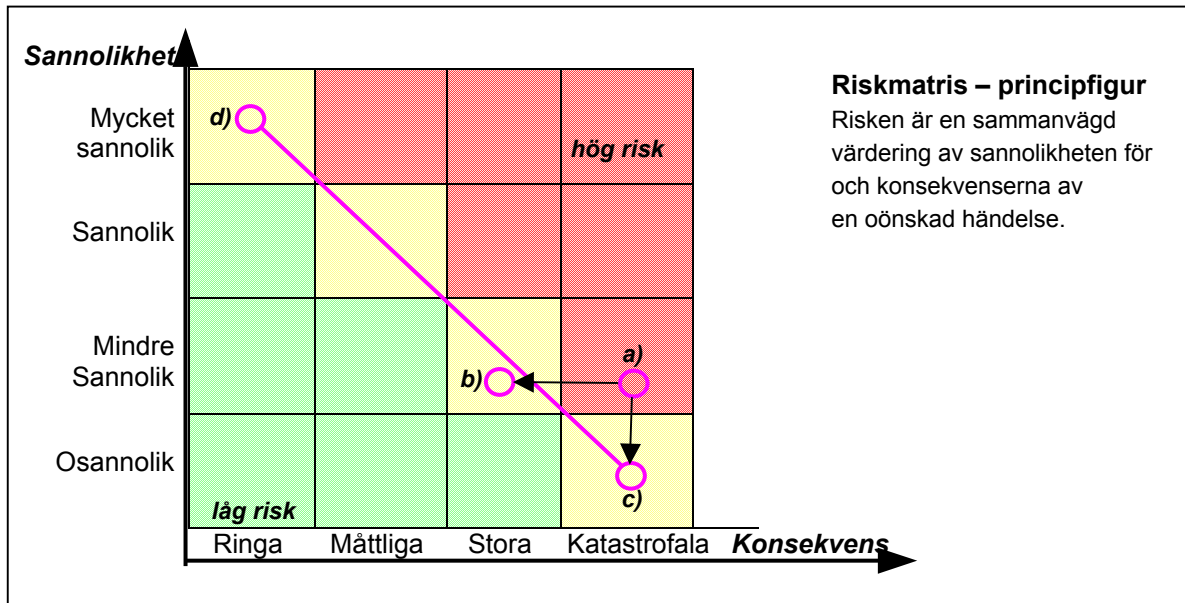 Sannolikhet
Riskmatris – principfigur
Risken är en sammanvägd
värdering av sannolikheten för
och konsekvenserna av
en oönskad händelse.
Mycket
sannolik
d)
hög risk
Sannolik
Mindre
Sannolik
a)
b)
Osannolik
c)
låg risk
Ringa Måttliga Stora Katastrofala Konsekvens